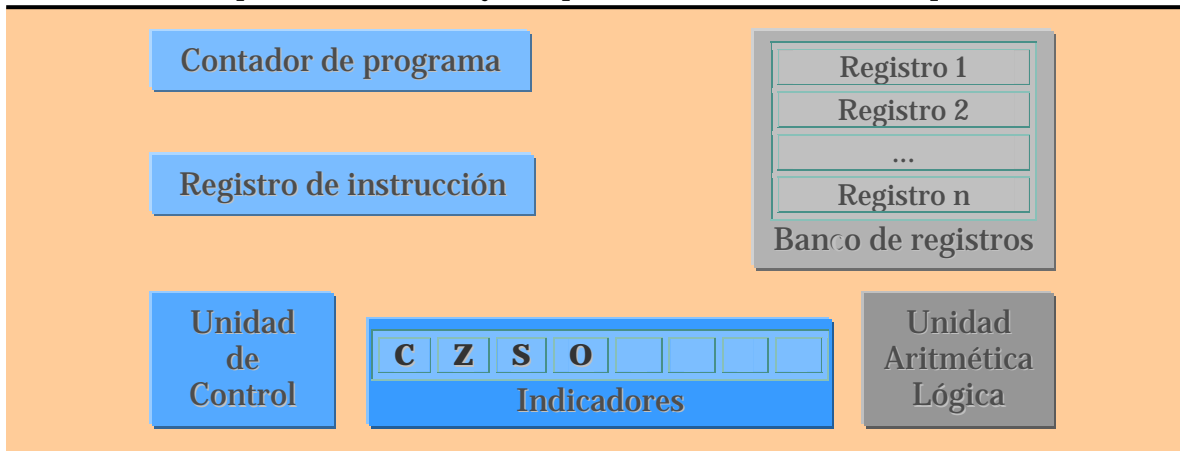 Contador de programa
Registro 1
Registro 2
...
Registro n
Banco de registros
Registro de instrucción
Unidad
de
Control
C Z S O
Indicadores
Unidad
Aritmética
Lógica